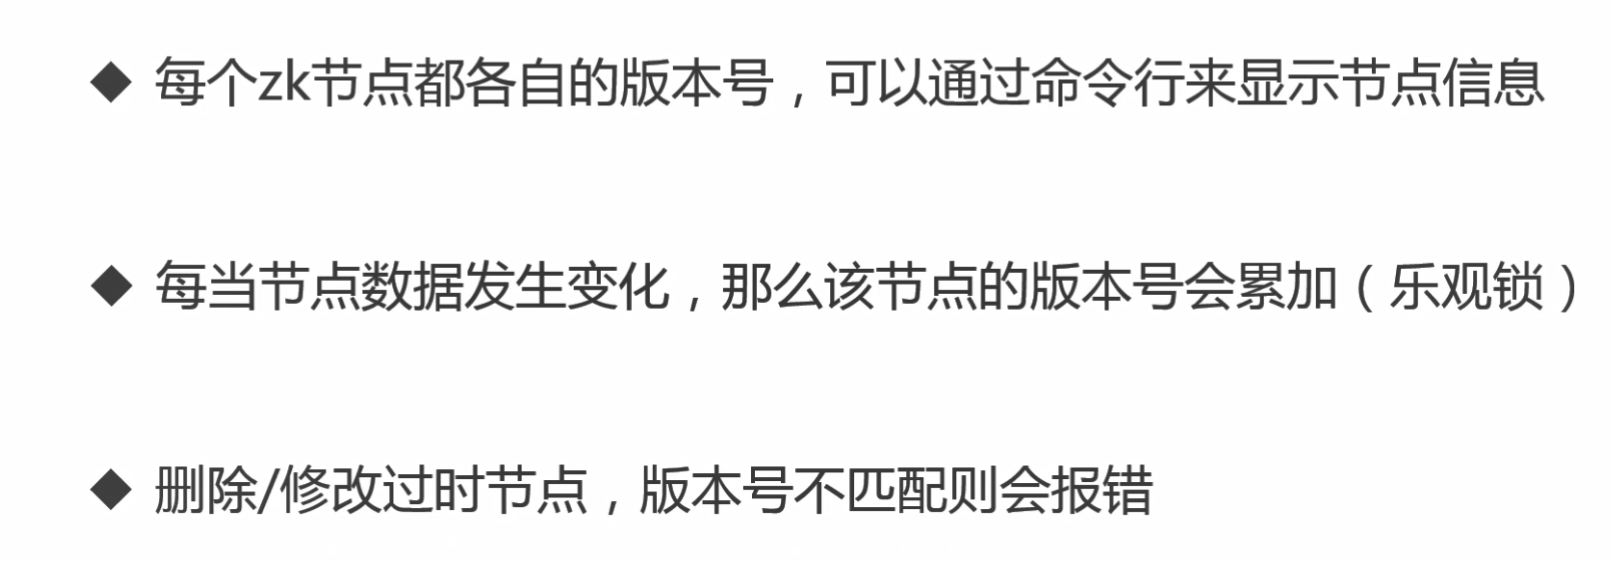 ◆ 每个zk节点都各自的版本号，可以通过命令行来显示节点信息
◆ 每当节点数据发生变化，那么该节点的版本号会累加（乐观锁）
◆ 删除/修改过时节点，版本号不匹配则会报错